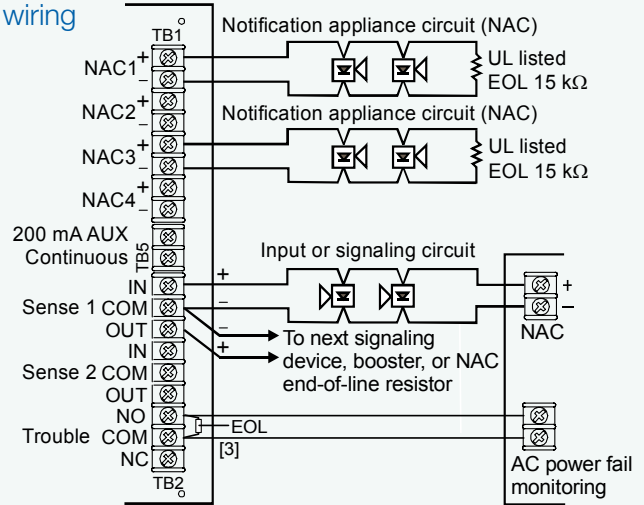 wiring
TB1
Notification appliance circuit (NAC)
NAC1 + –
UL listed
EOL 15 kΩ
NAC2 + –
Notification appliance circuit (NAC)
NAC3 + –
UL listed
EOL 15 kΩ
NAC4 + –
200 mA AUX
Continuous
TB5
Input or signaling circuit
+
–
+
–
NAC
IN
Sense 1 COM
OUT
–
+
To next signaling
device, booster, or NAC
end-of-line resistor
IN
Sense 2 COM
OUT
NO
Trouble COM
NC
EOL
[3]
AC power fail
monitoring
TB2